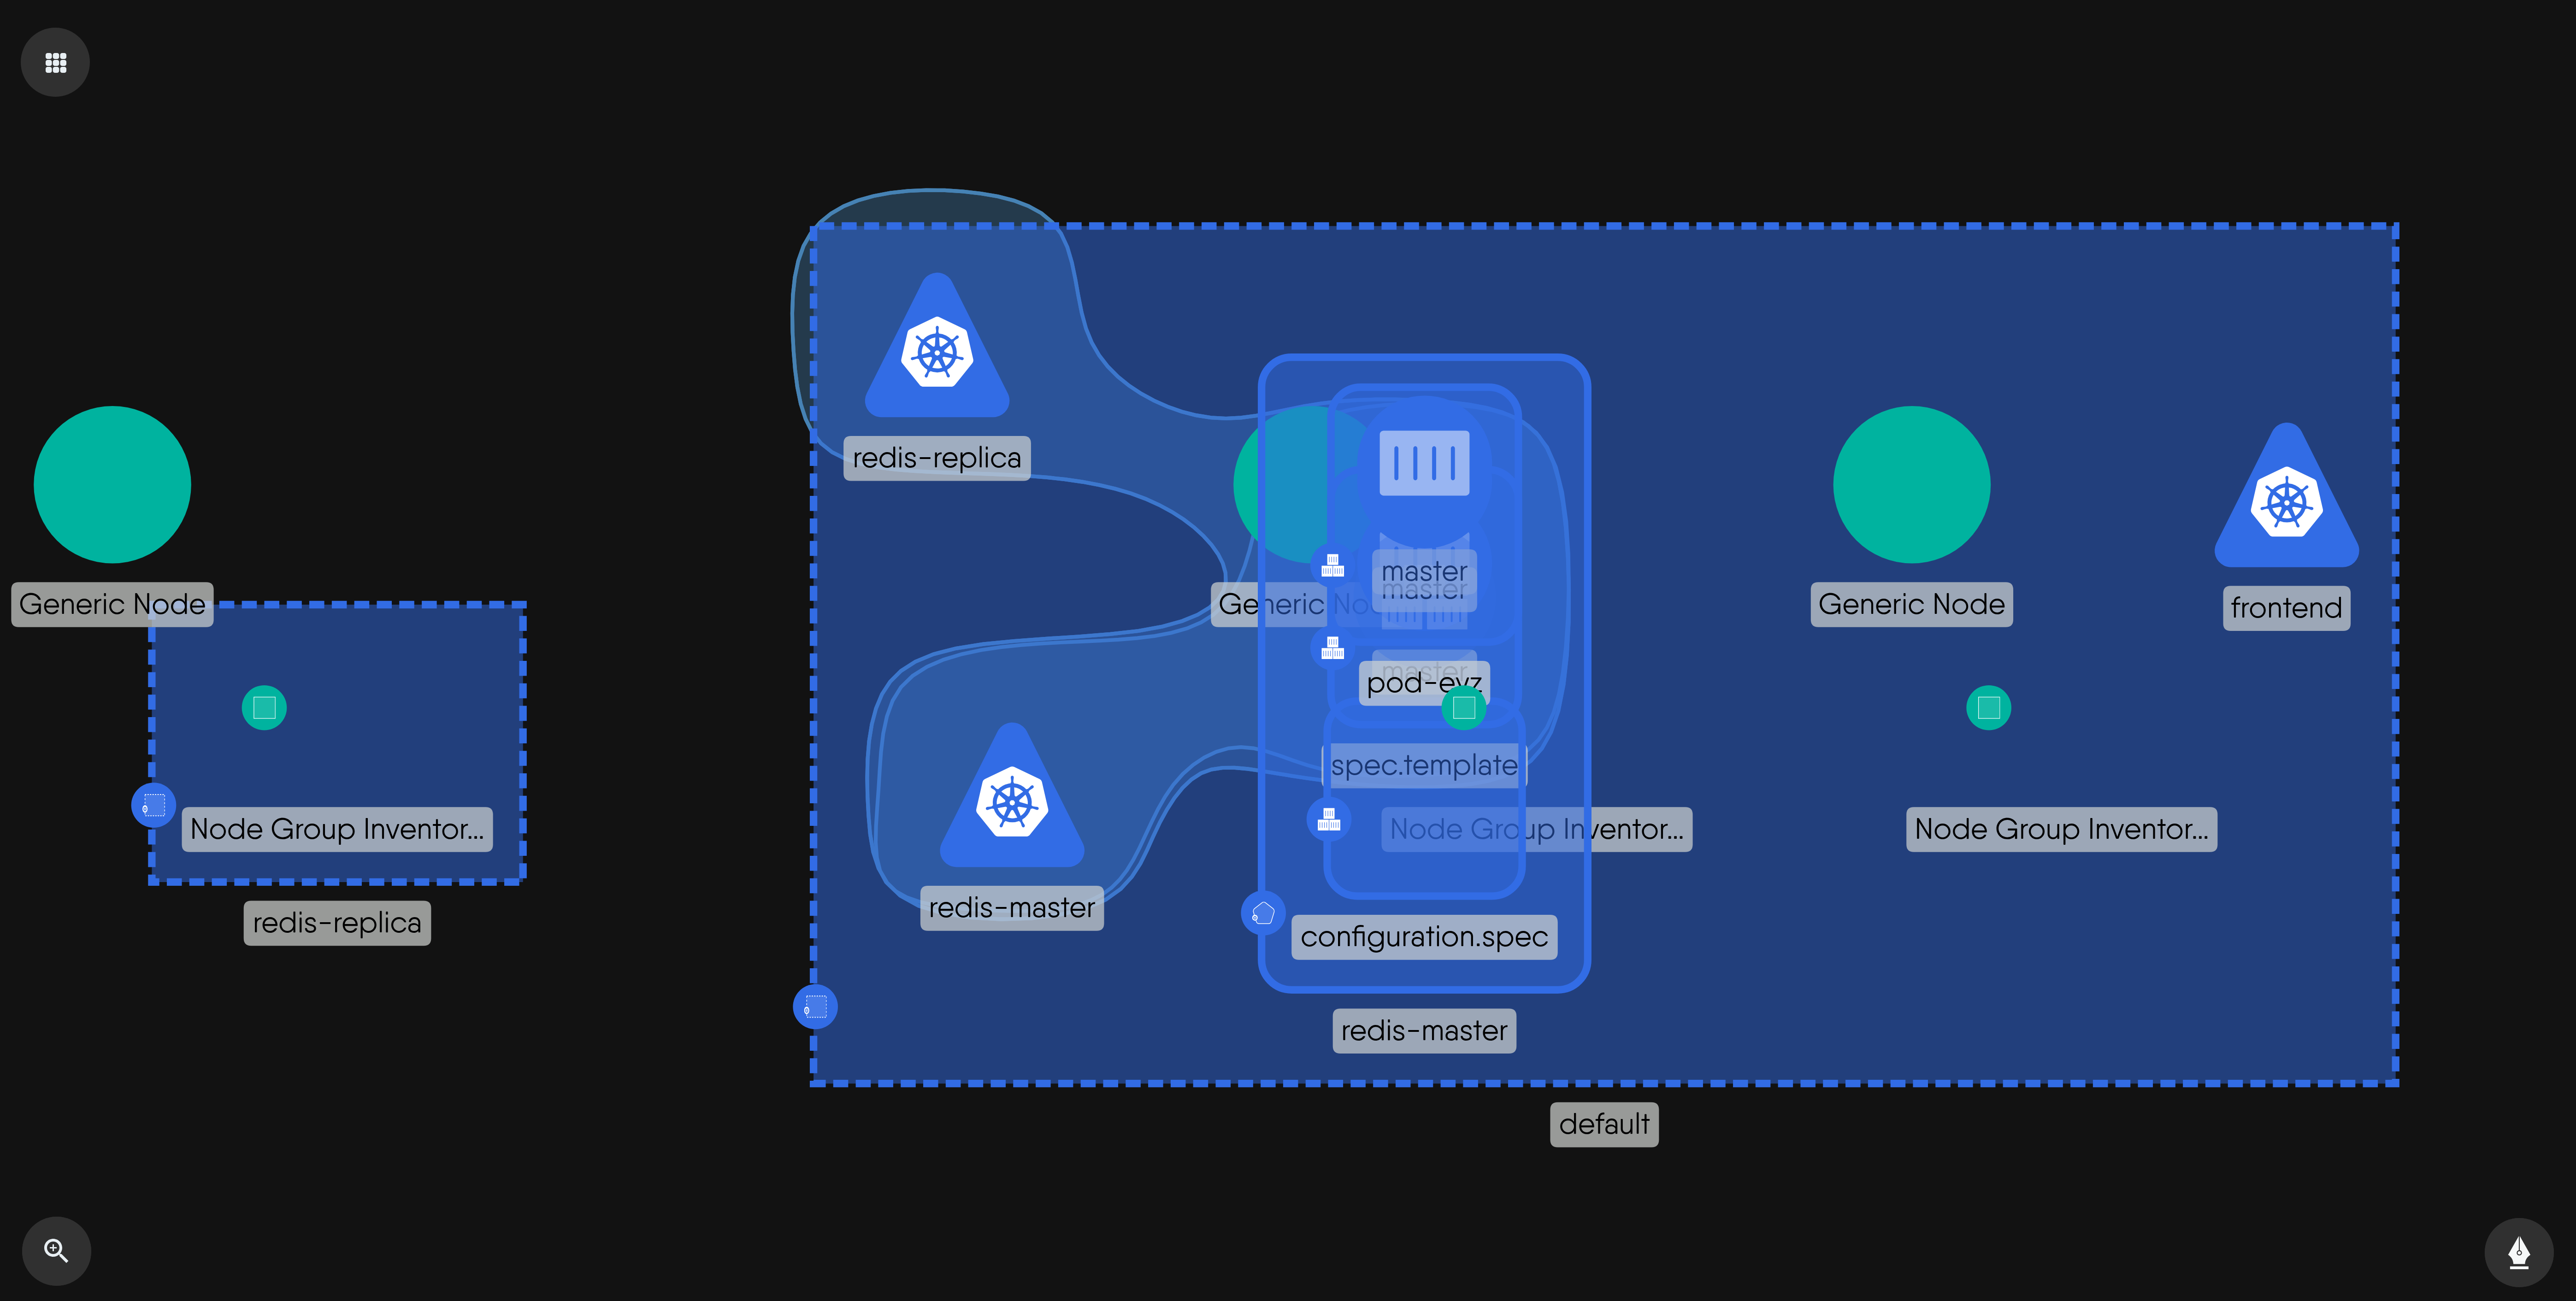 redis-replica
Generic Node
Generic No
master
master
Generic Node
frontend
master
pod-evz
spec.template
Node Group Inventor...
Node Group Inventor...
Node Group Inventor...
redis-master
redis-replica
configuration.spec
redis-master
default